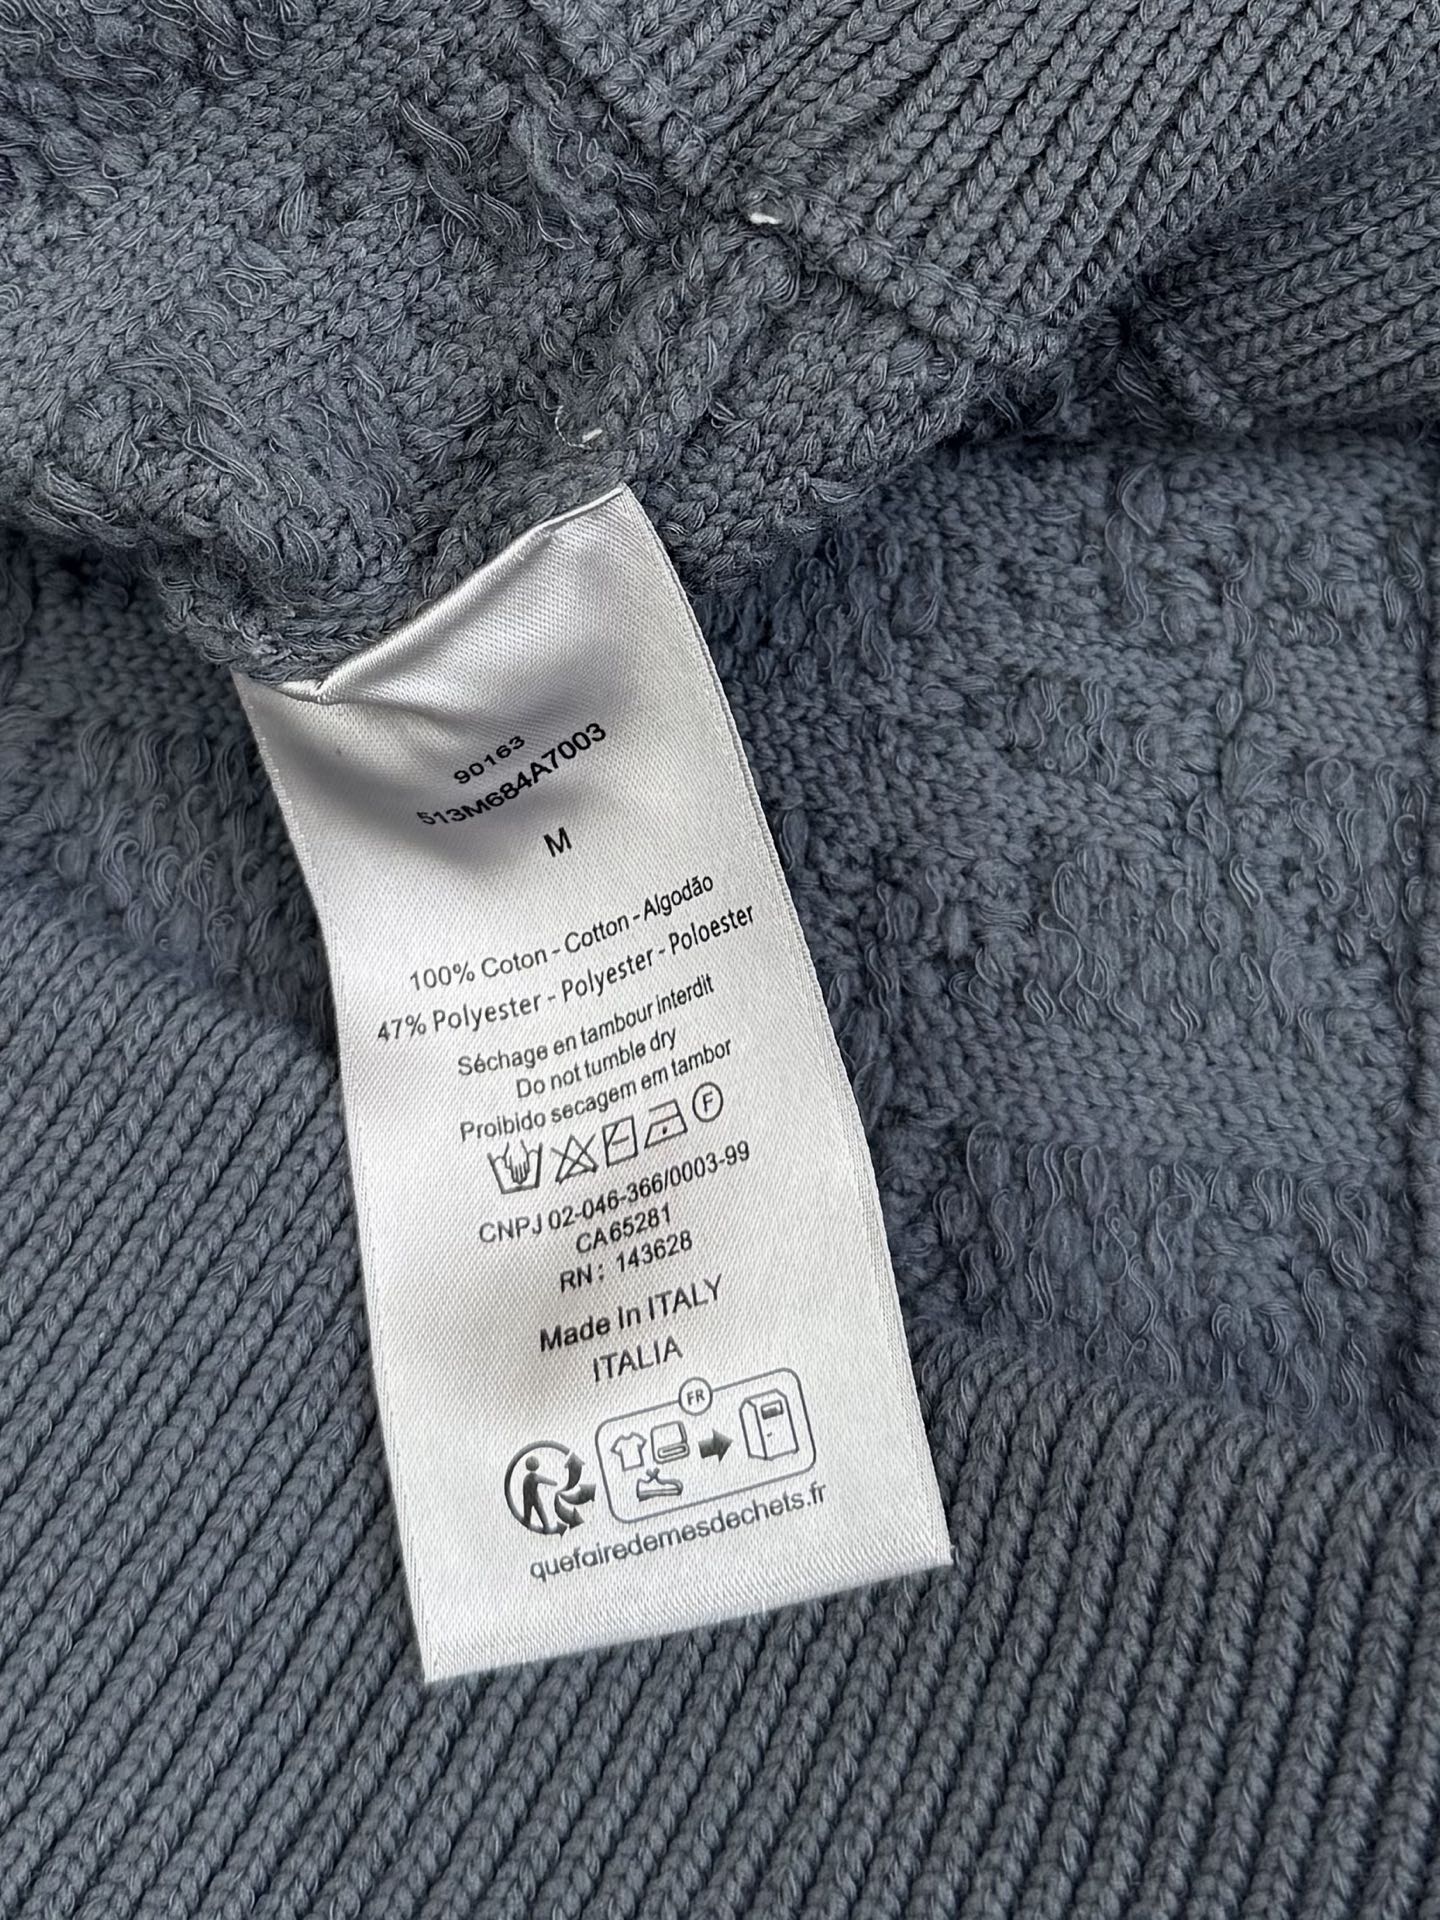 90163
513M684A7003
M
100% Coton - Cotton - Algodão
47% Polyester - Polyester - Poloester
Séchage en tambour interdit
Do not tumble dry
Proibido secagem em tambor
F
CNPJ 02-046-366/0003-99
CA65281
RN: 143628
Made In ITALY
ITALIA
FR
quefairedemesdechets.fr